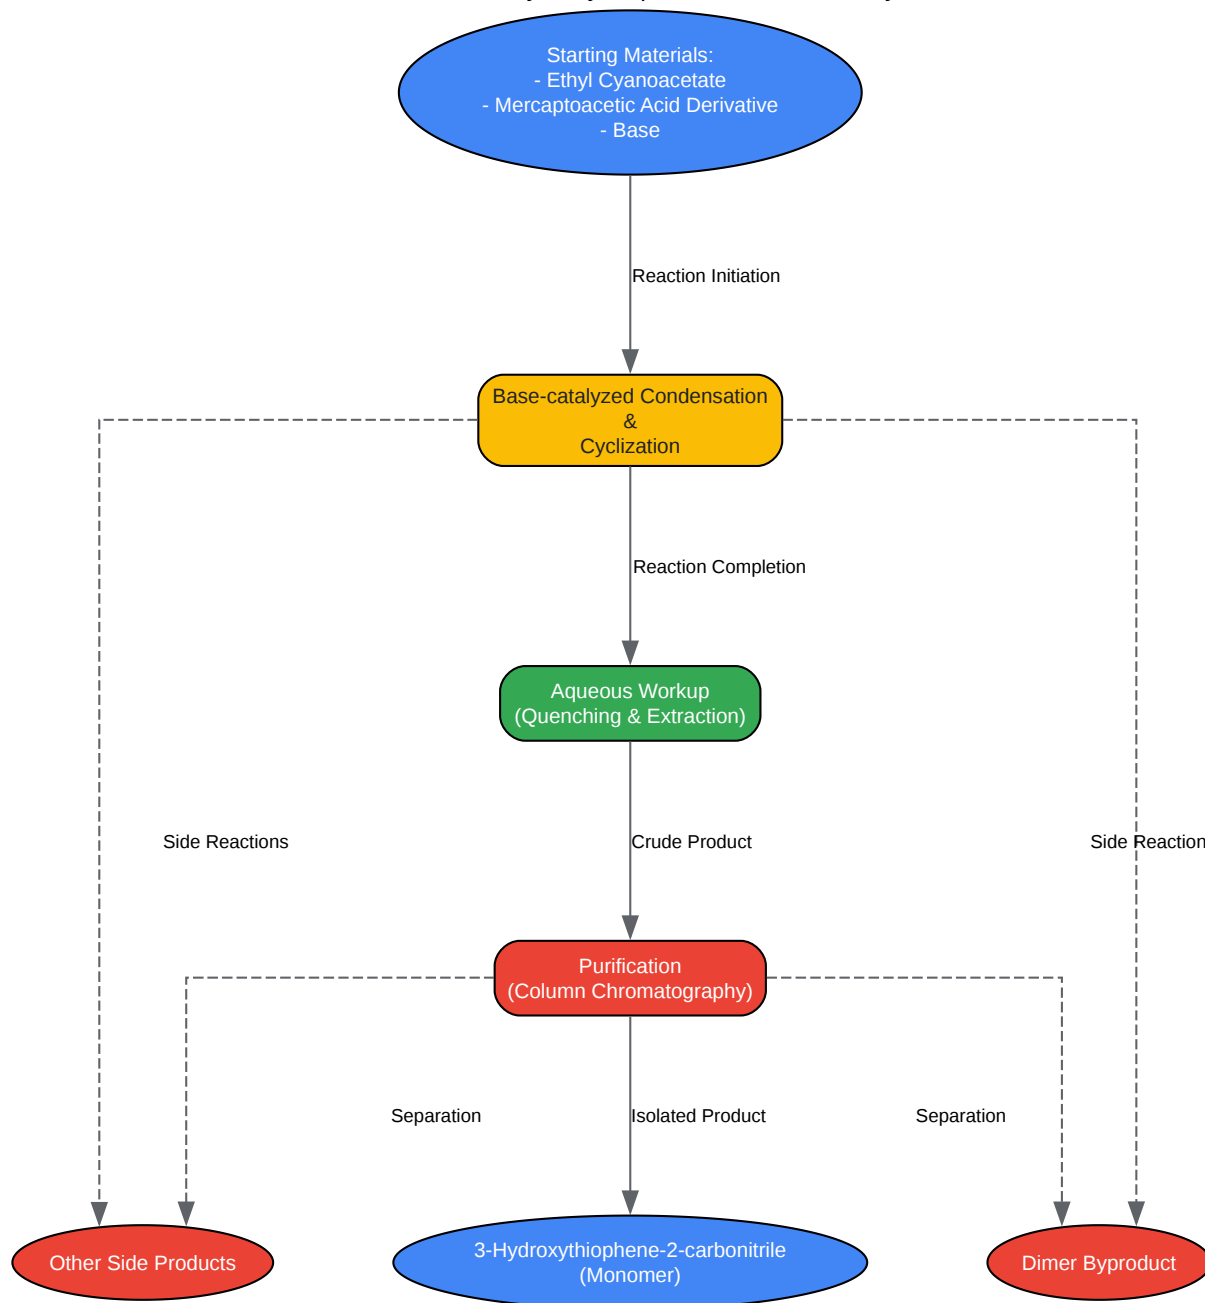 Starting Materials:
- Ethyl Cyanoacetate
- Mercaptoacetic Acid Derivative
- Base
Reaction Initiation
Base-catalyzed Condensation
&
Cyclization
Reaction Completion
Aqueous Workup
(Quenching & Extraction)
Side Reactions
Crude Product
Side Reaction
Purification
(Column Chromatography)
Separation
Isolated Product
Separation
Other Side Products
3-Hydroxythiophene-2-carbonitrile
(Monomer)
Dimer Byproduct